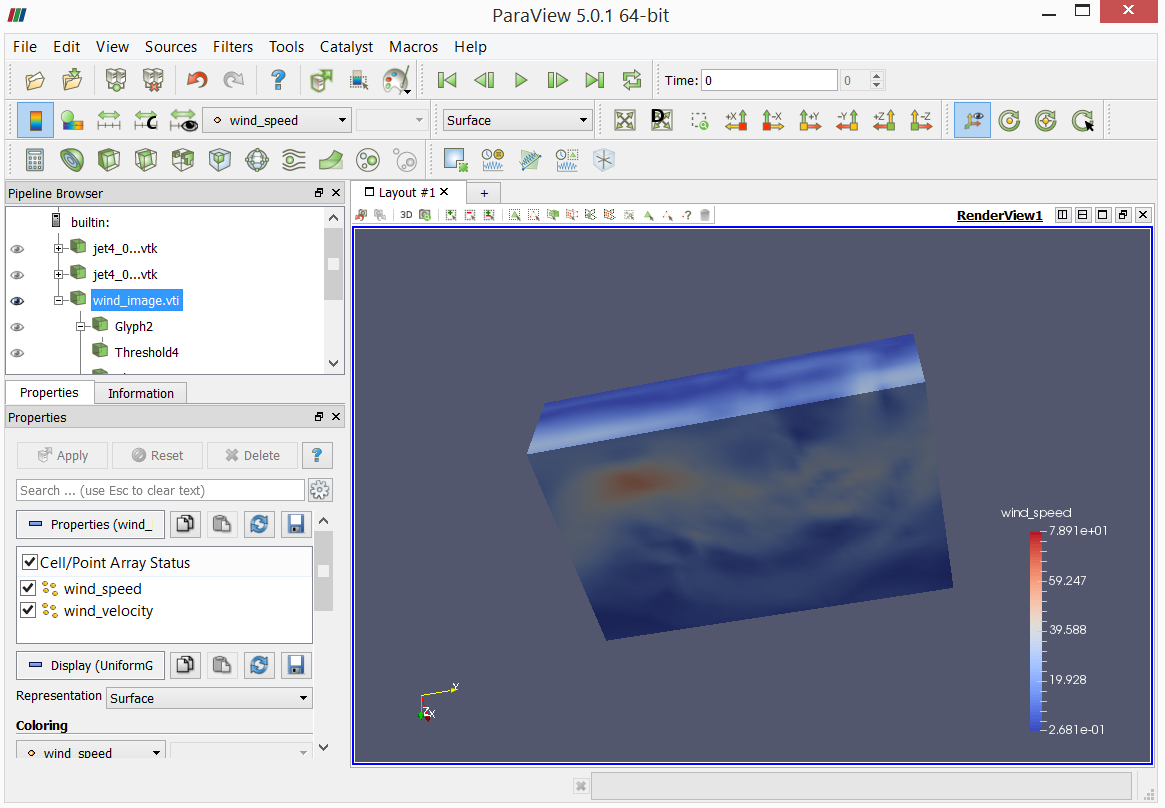 ParaView 5.0.1 64-bit
File Edit View Sources Filters Tools Catalyst Macros Help
Time: 0 0
wind_speed Surface +X -X +Y -Y +Z -Z
Pipeline Browser
Layout #1 +
3D RenderView1
builtin:
jet4_0...vtk
jet4_0...vtk
wind_image.vti
Glyph2
Threshold4
Properties Information
Properties
Apply Reset Delete ?
Search ... (use Esc to clear text)
Properties (wind_
Cell/Point Array Status
wind_speed
wind_velocity
Display (UniformG
Representation Surface
Coloring
wind_speed
wind_speed
7.891e+01
59.247
39.588
19.928
2.681e-01
Y
Z
X